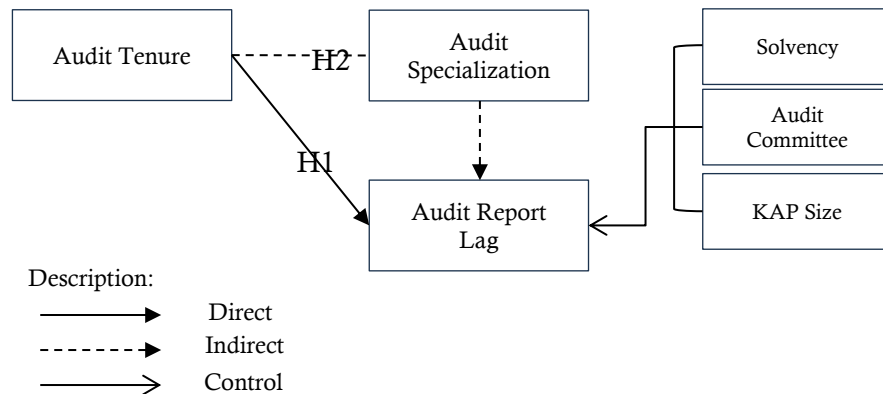 Audit Tenure
H2
Audit
Specialization
Solvency
Audit
Committee
H1
Audit Report
Lag
KAP Size
Description:
Direct
Indirect
Control